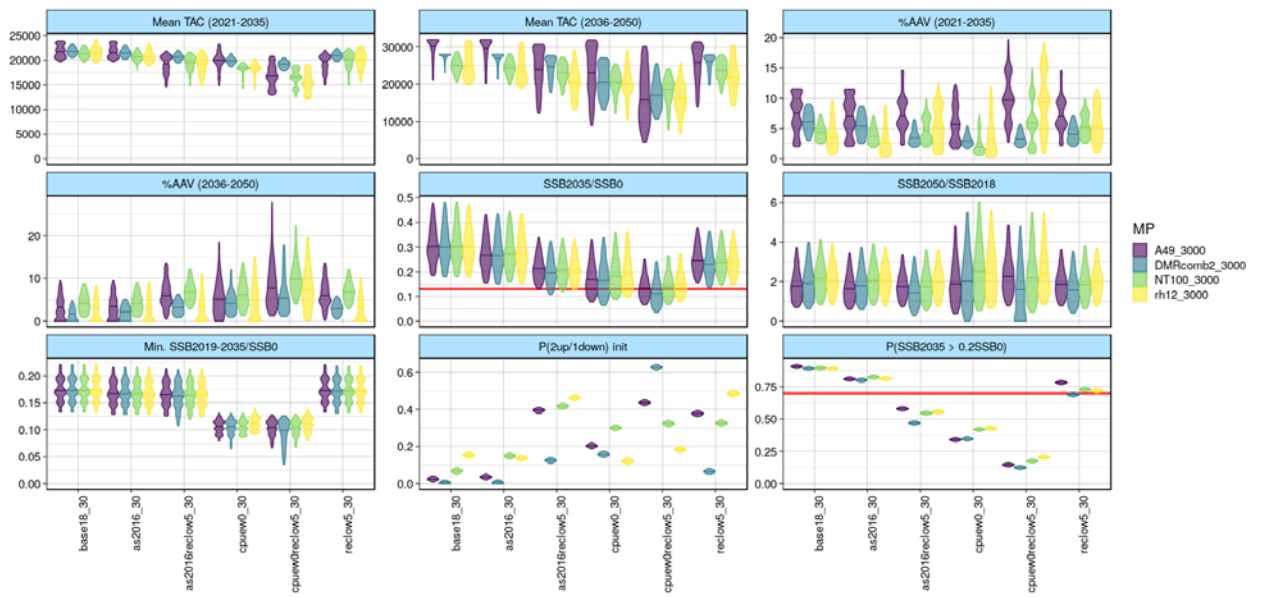 Mean TAC (2021-2035)
Mean TAC (2036-2050)
%AAV (2021-2035)
25000
20000
15000
10000
5000
0
30000
20000
10000
0
20
15
10
5
0
%AAV (2036-2050)
SSB2035/SSB0
SSB2050/SSB2018
20
10
0
0.5
0.4
0.3
0.2
0.1
0.0
6
4
2
0
Min. SSB2019-2035/SSB0
P(2up/1down) init
P(SSB2035 > 0.2SSB0)
0.20
0.15
0.10
0.05
0.00
0.6
0.4
0.2
0.0
0.75
0.50
0.25
0.00
base18_30
as2016_30
as2016reclow5_30
cpuew0_30
cpuew0reclow5_30
reclow5_30
base18_30
as2016_30
as2016reclow5_30
cpuew0_30
cpuew0reclow5_30
reclow5_30
base18_30
as2016_30
as2016reclow5_30
cpuew0_30
cpuew0reclow5_30
reclow5_30
MP
A49_3000
DMRcomb2_3000
NT100_3000
rh12_3000